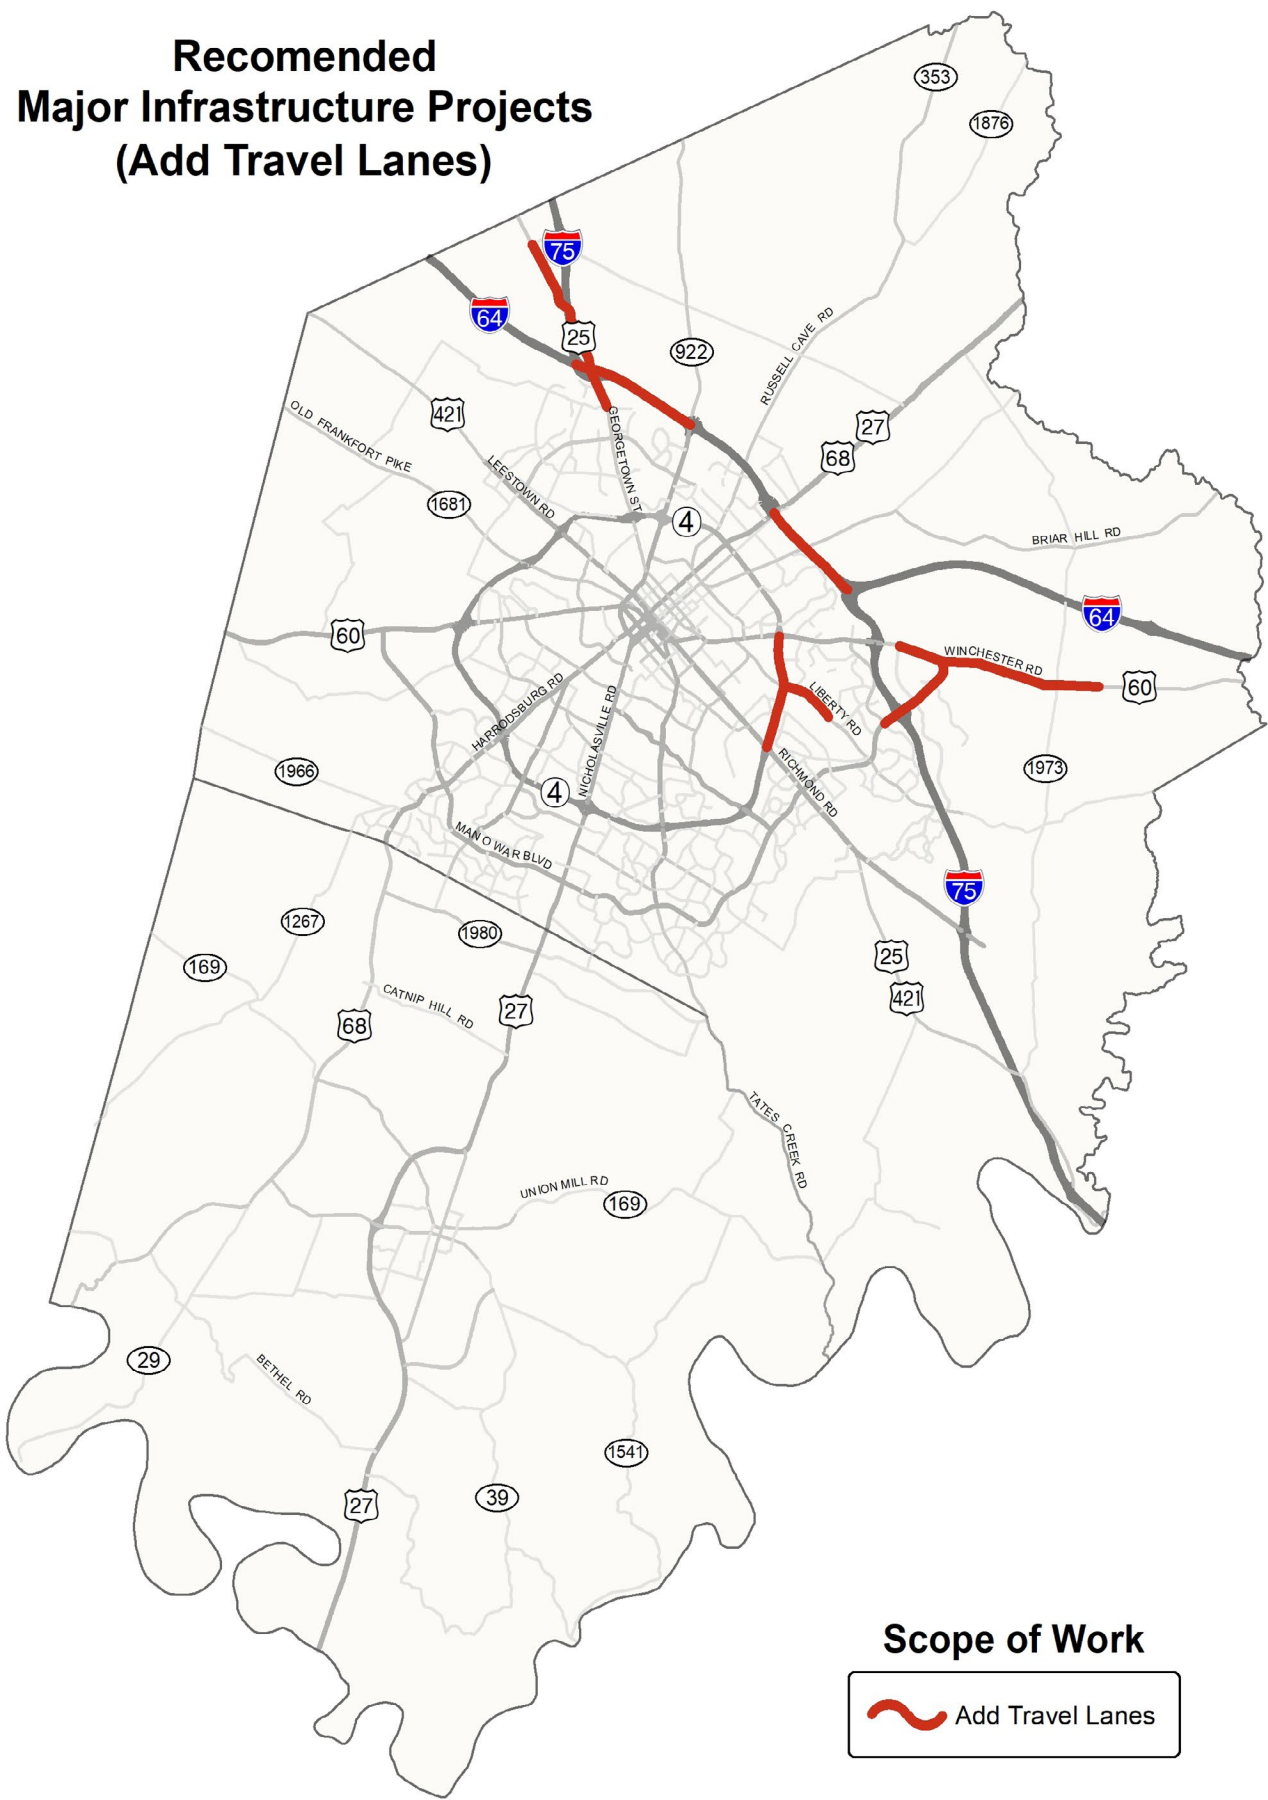 Recomended
Major Infrastructure Projects
(Add Travel Lanes)
353
1876
75
64
25
922
RUSSELL CAVE RD
421
27
68
OLD FRANKFORT PIKE
LEESTOWN RD
GEORGETOWN ST
1681
4
BRIAR HILL RD
64
60
WINCHESTER RD
60
HARRODSBURG RD
NICHOLASVILLE RD
LIBERTY RD
RICHMOND RD
1966
1973
4
MAN O WAR BLVD
75
1267
1980
169
25
421
CATNIP HILL RD
27
68
TATES CREEK RD
UNION MILL RD
169
29
BETHEL RD
1541
39
27
Scope of Work
Add Travel Lanes